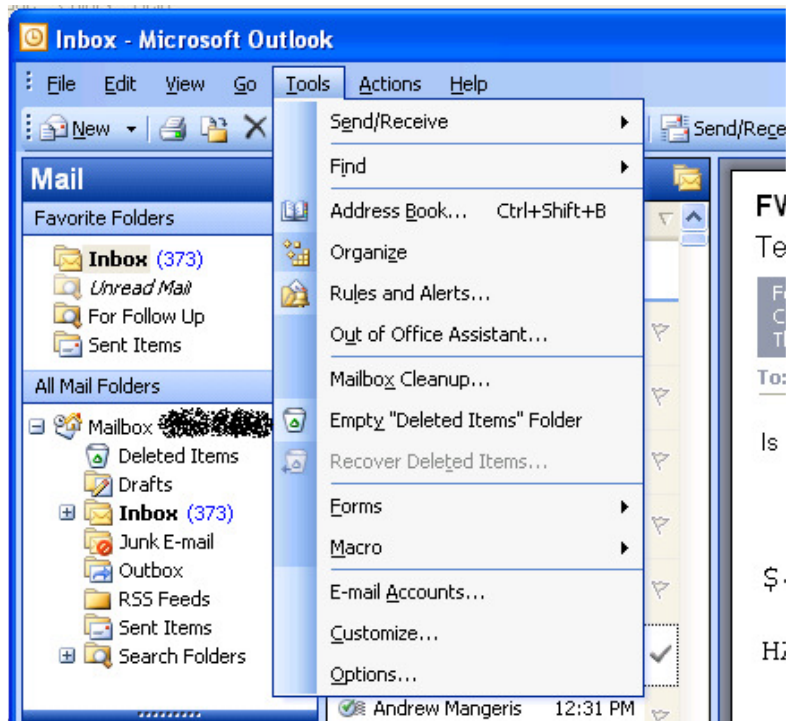 Inbox - Microsoft Outlook
File Edit View Go Tools Actions Help
New
Send/Rece
Mail
Favorite Folders
Inbox (373)
Unread Mail
For Follow Up
Sent Items
All Mail Folders
Mailbox
Deleted Items
Drafts
Inbox (373)
Junk E-mail
Outbox
RSS Feeds
Sent Items
Search Folders
Send/Receive
Find
Address Book... Ctrl+Shift+B
Organize
Rules and Alerts...
Out of Office Assistant...
Mailbox Cleanup...
Empty "Deleted Items" Folder
Recover Deleted Items...
Forms
Macro
E-mail Accounts...
Customize...
Options...
Andrew Mangeris 12:31 PM
FW
Te
To:
Is